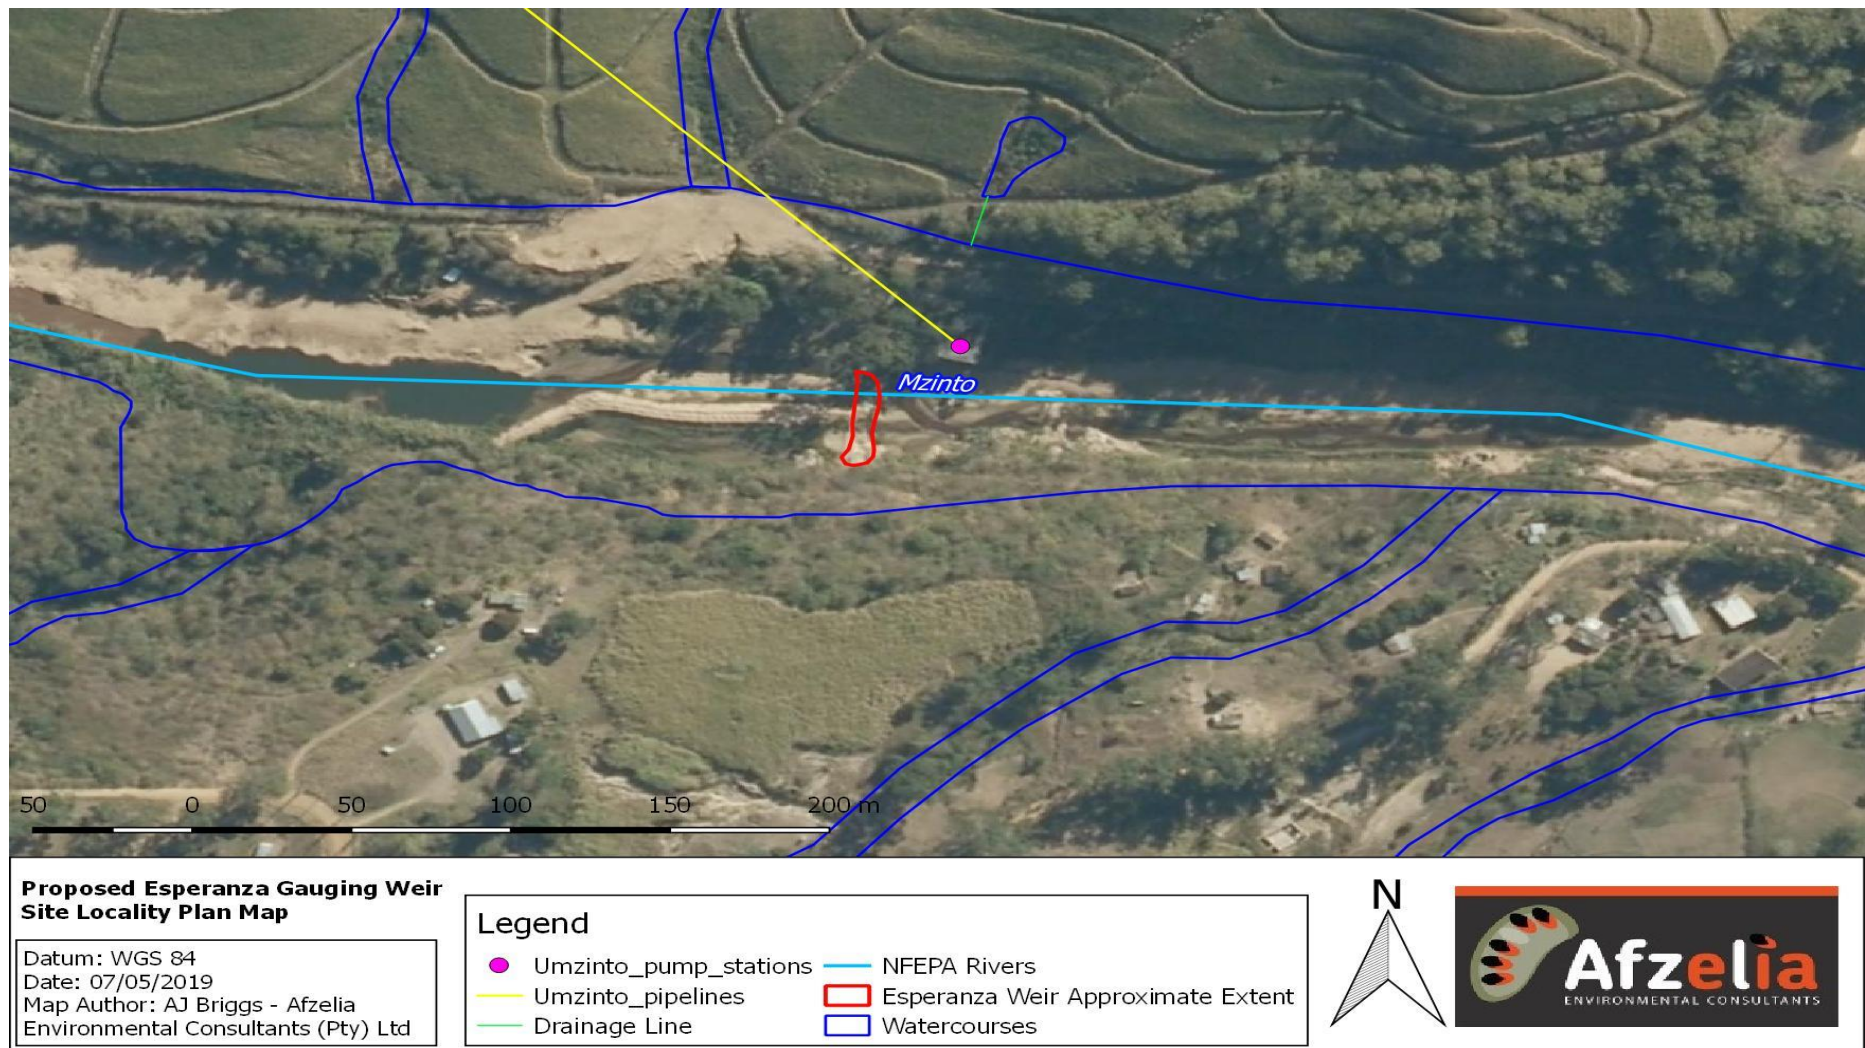 Mzinto
50 0 50 100 150 200 m
Proposed Esperanza Gauging Weir
Site Locality Plan Map
Datum: WGS 84
Date: 07/05/2019
Map Author: AJ Briggs - Afzelia
Environmental Consultants (Pty) Ltd
Legend
Umzinto_pump_stations
Umzinto_pipelines
Drainage Line
NFEPA Rivers
Esperanza Weir Approximate Extent
Watercourses
N
Afzelia
ENVIRONMENTAL CONSULTANTS